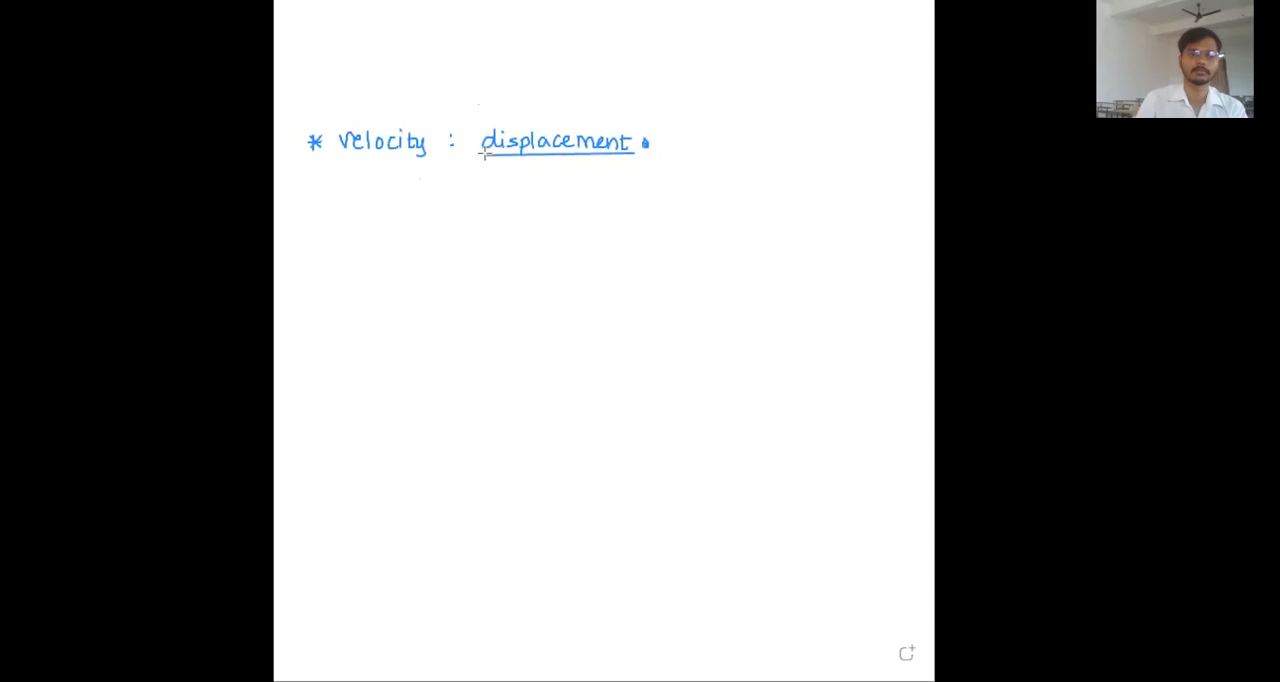 * velocity : displacement .